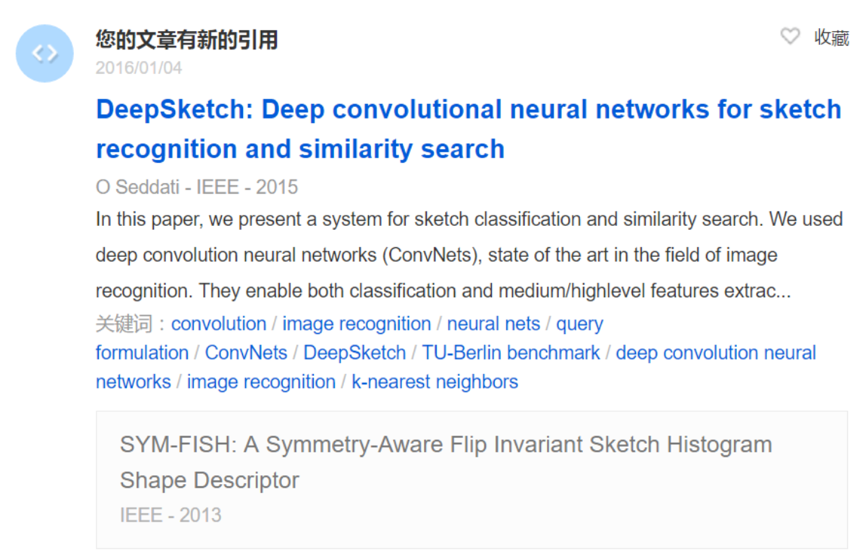 您的文章有新的引用
收藏
2016/01/04
DeepSketch: Deep convolutional neural networks for sketch
recognition and similarity search
O Seddati - IEEE - 2015
In this paper, we present a system for sketch classification and similarity search. We used
deep convolution neural networks (ConvNets), state of the art in the field of image
recognition. They enable both classification and medium/highlevel features extrac...
关键词：convolution / image recognition / neural nets / query
formulation / ConvNets / DeepSketch / TU-Berlin benchmark / deep convolution neural
networks / image recognition / k-nearest neighbors
SYM-FISH: A Symmetry-Aware Flip Invariant Sketch Histogram
Shape Descriptor
IEEE - 2013